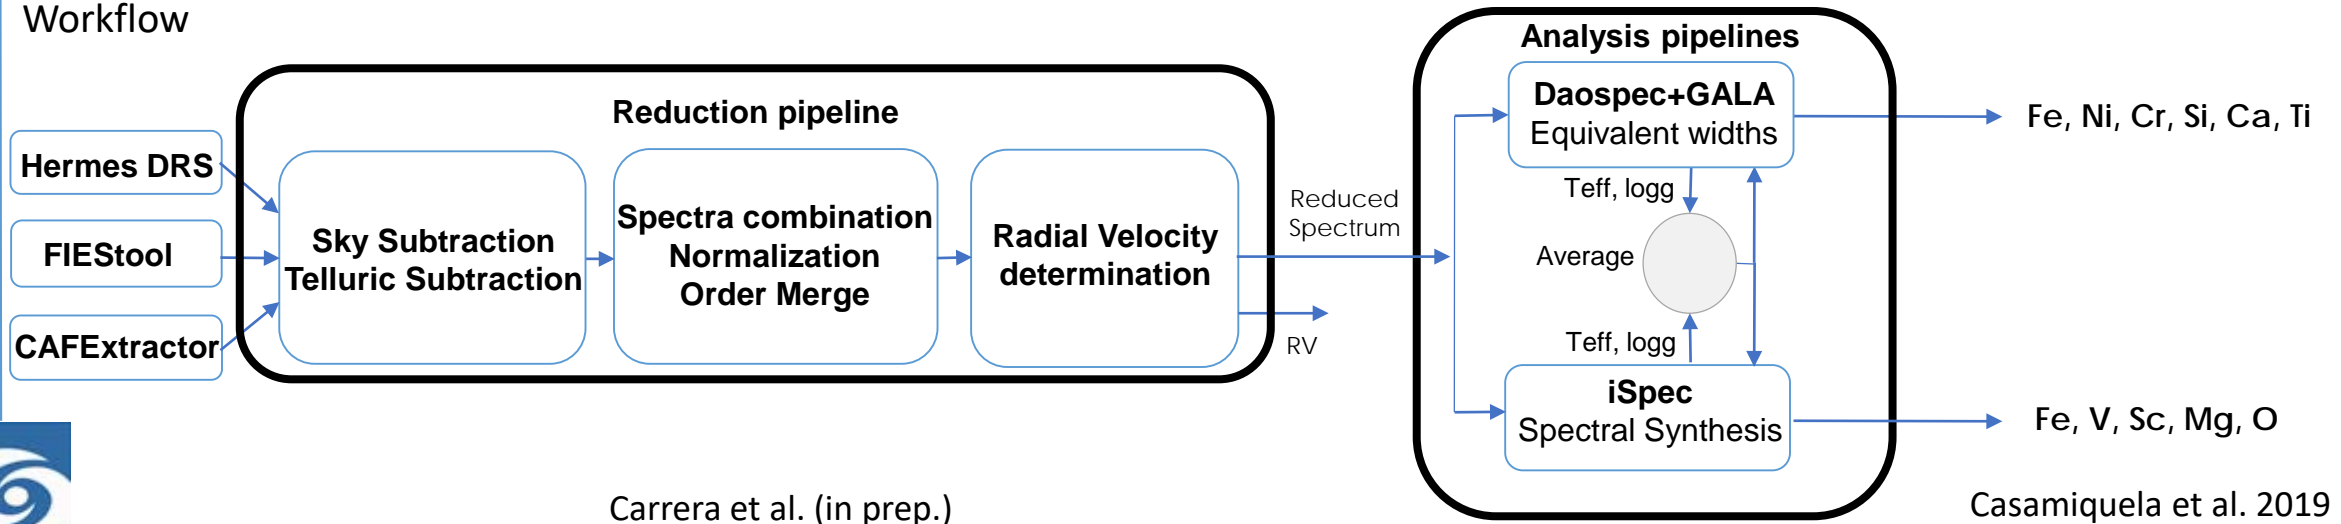 Workflow
Hermes DRS
FIEStool
CAFExtractor
Reduction pipeline
Sky Subtraction
Telluric Subtraction
Spectra combination
Normalization
Order Merge
Radial Velocity
determination
Reduced
Spectrum
RV
Analysis pipelines
Daospec+GALA
Equivalent widths
Teff, logg
Average
Teff, logg
iSpec
Spectral Synthesis
Fe, Ni, Cr, Si, Ca, Ti
Fe, V, Sc, Mg, O
Carrera et al. (in prep.)
Casamiquela et al. 2019